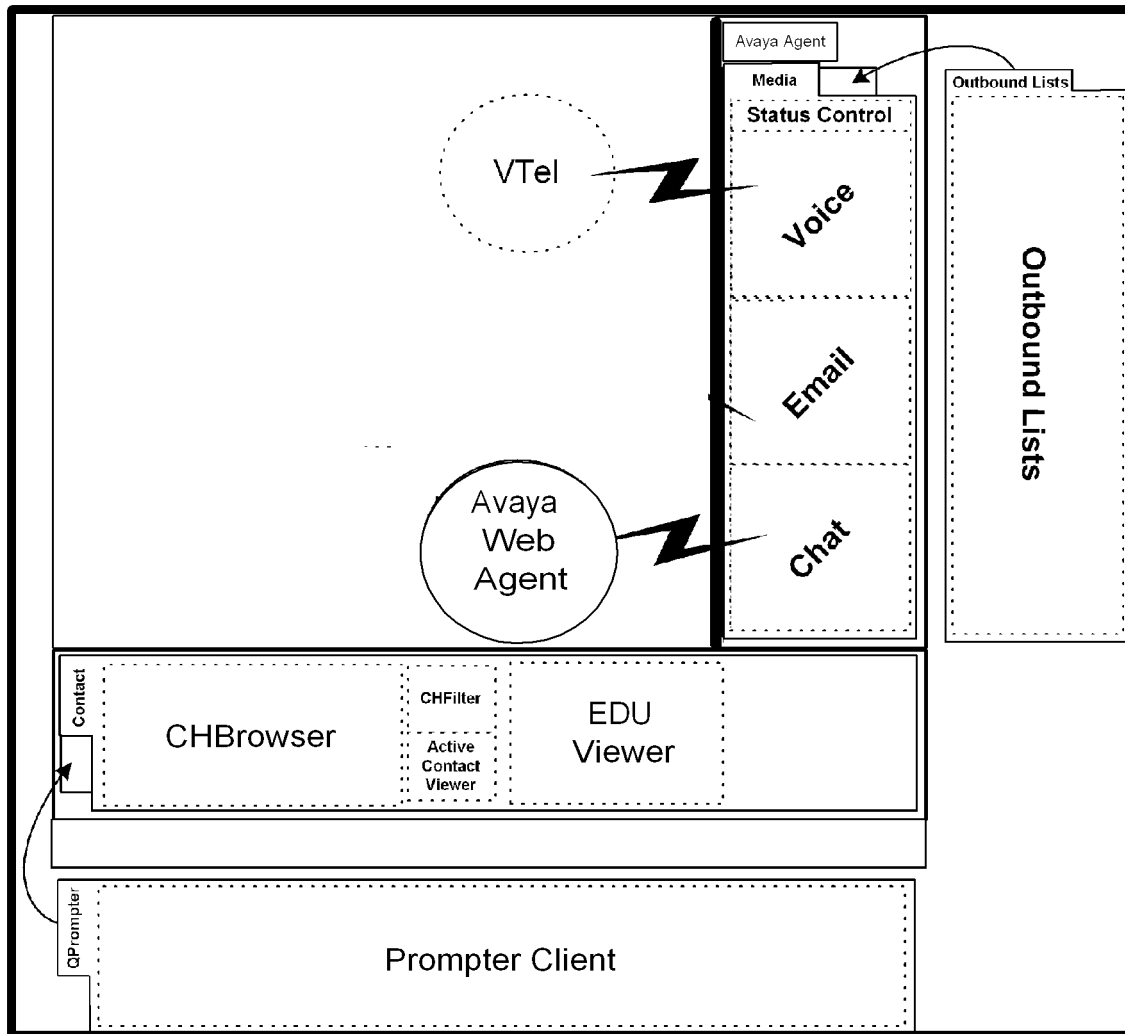 Avaya Agent
Media
Outbound Lists
Status Control
VTel
Voice
Outbound Lists
Email
Avaya
Web
Agent
Chat
Contact
CHBrowser
CHFilter
Active
Contact
Viewer
EDU
Viewer
QPrompter
Prompter Client